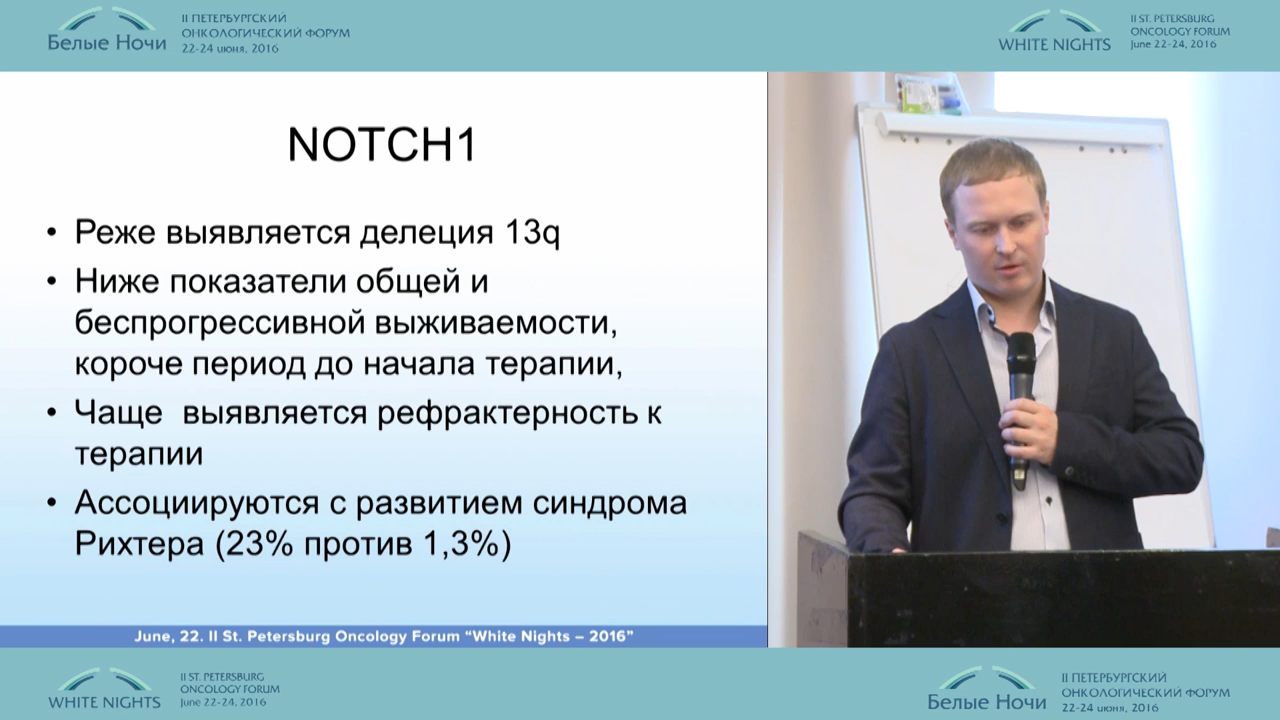 Белые Ночи
II ПЕТЕРБУРГСКИЙ
ОНКОЛОГИЧЕСКИЙ ФОРУМ
22-24 июня, 2016
WHITE NIGHTS
II ST. PETERSBURG
ONCOLOGY FORUM
June 22-24, 2016
NOTCH1
• Реже выявляется делеция 13q
• Ниже показатели общей и
беспрогрессивной выживаемости,
короче период до начала терапии,
• Чаще выявляется рефрактерность к
терапии
• Ассоциируются с развитием синдрома
Рихтера (23% против 1,3%)
June, 22. II St. Petersburg Oncology Forum “White Nights – 2016”
WHITE NIGHTS
II ST. PETERSBURG
ONCOLOGY FORUM
June 22-24, 2016
Белые Ночи
II ПЕТЕРБУРГСКИЙ
ОНКОЛОГИЧЕСКИЙ ФОРУМ
22-24 июня, 2016